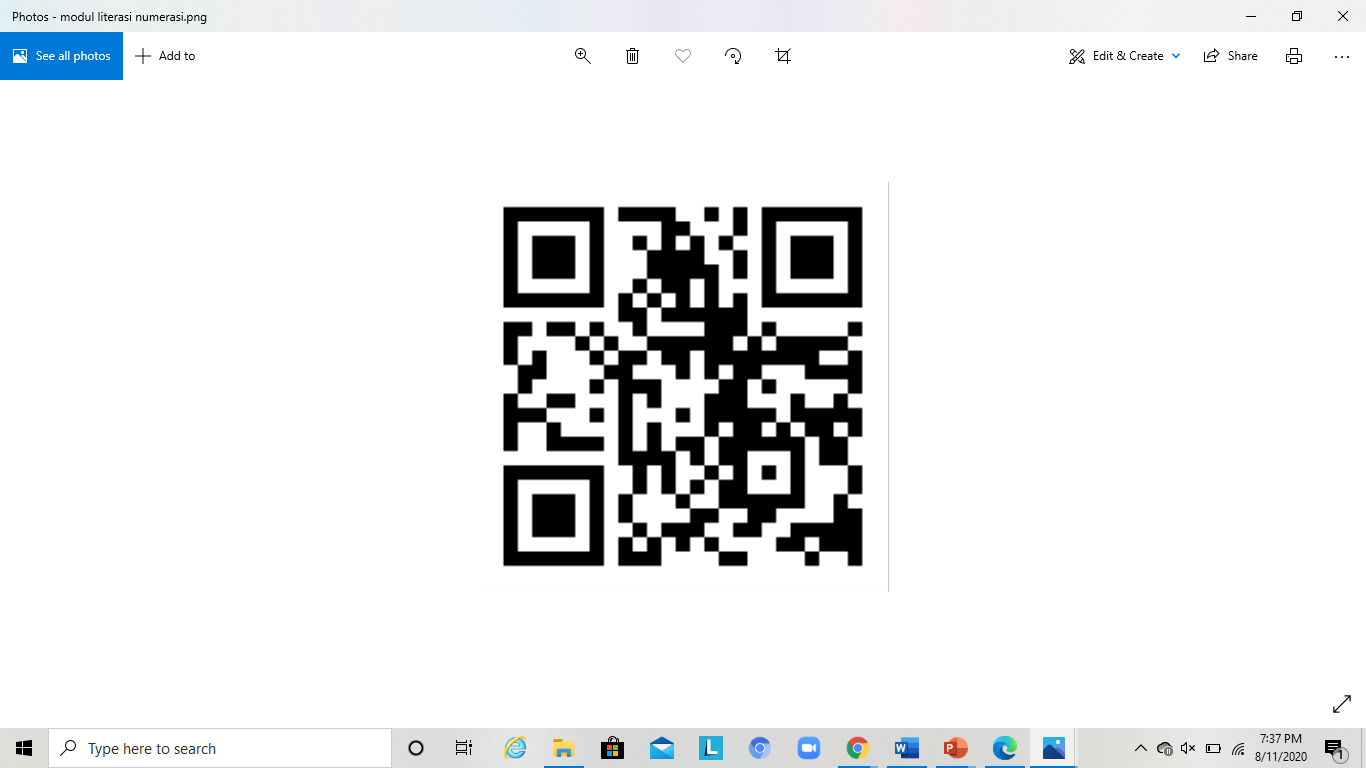 Photos - modul literasi numerasi.png
See all photos
Add to
Edit & Create
Share
Type here to search
L
W
P
7:37 PM
8/11/2020
1